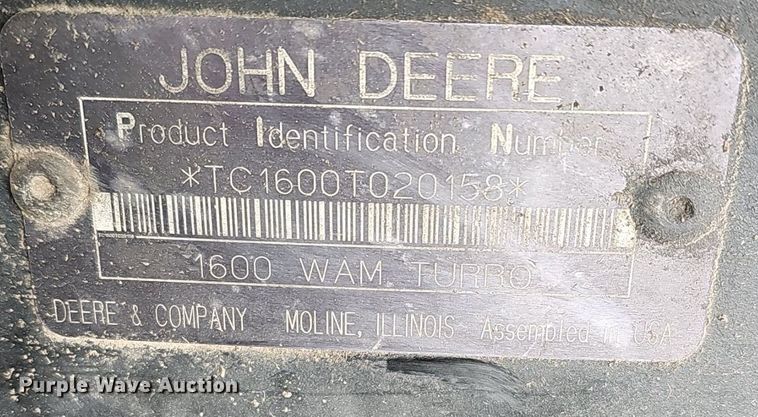 JOHN DEERE
Product Identification Number
*TC1600T020158*
1600 WAM TURBO
DEERE & COMPANY MOLINE, ILLINOIS Assembled in USA
Purple Wave Auction